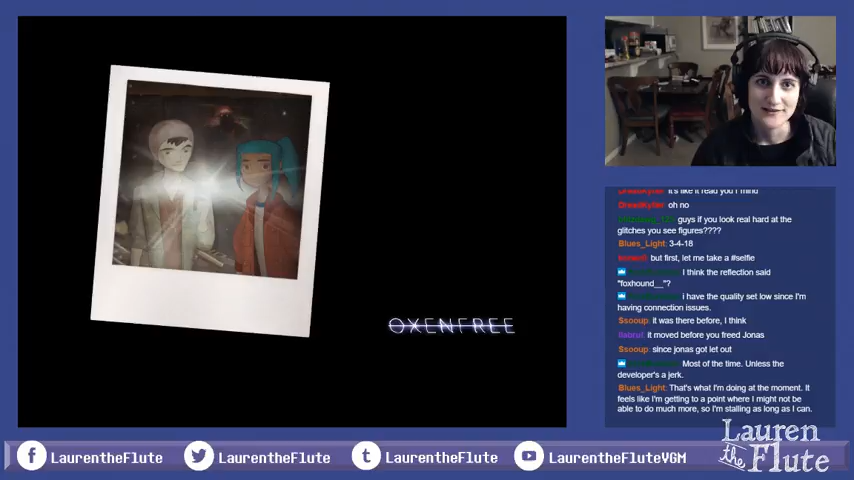 OXENFREE
it's like it read you I mind
oh no
guys if you look real hard at the
glitches you see figures????
Blues_Light: 3-4-18
but first, let me take a #selfie
I think the reflection said
"foxhound__"?
i have the quality set low since I'm
having connection issues.
Ssooup: it was there before, I think
it moved before you freed Jonas
Ssooup: since jonas got let out
Most of the time. Unless the
developer's a jerk.
Blues_Light: That's what I'm doing at the moment. It
feels like I'm getting to a point where I might not be
able to do much more, so I'm stalling as long as I can.
Lauren
the Flute
f LaurentheFlute
LaurentheFlute
t LaurentheFlute
LaurentheFluteVGM